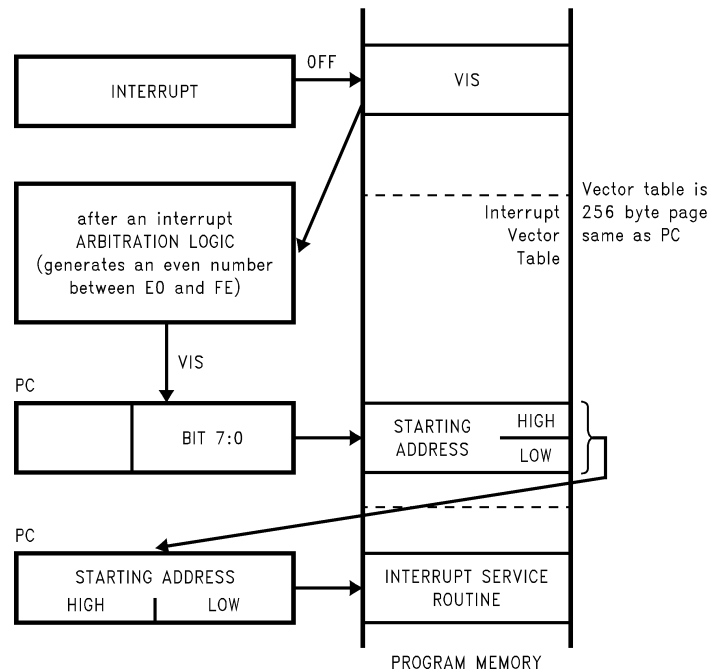 OFF
INTERRUPT
VIS
after an interrupt
ARBITRATION LOGIC
(generates an even number
between E0 and FE)
Interrupt
Vector
Table
Vector table is
256 byte page
same as PC
VIS
PC
BIT 7:0
STARTING
ADDRESS
HIGH
LOW
PC
STARTING ADDRESS
HIGH LOW
INTERRUPT SERVICE
ROUTINE
PROGRAM MEMORY